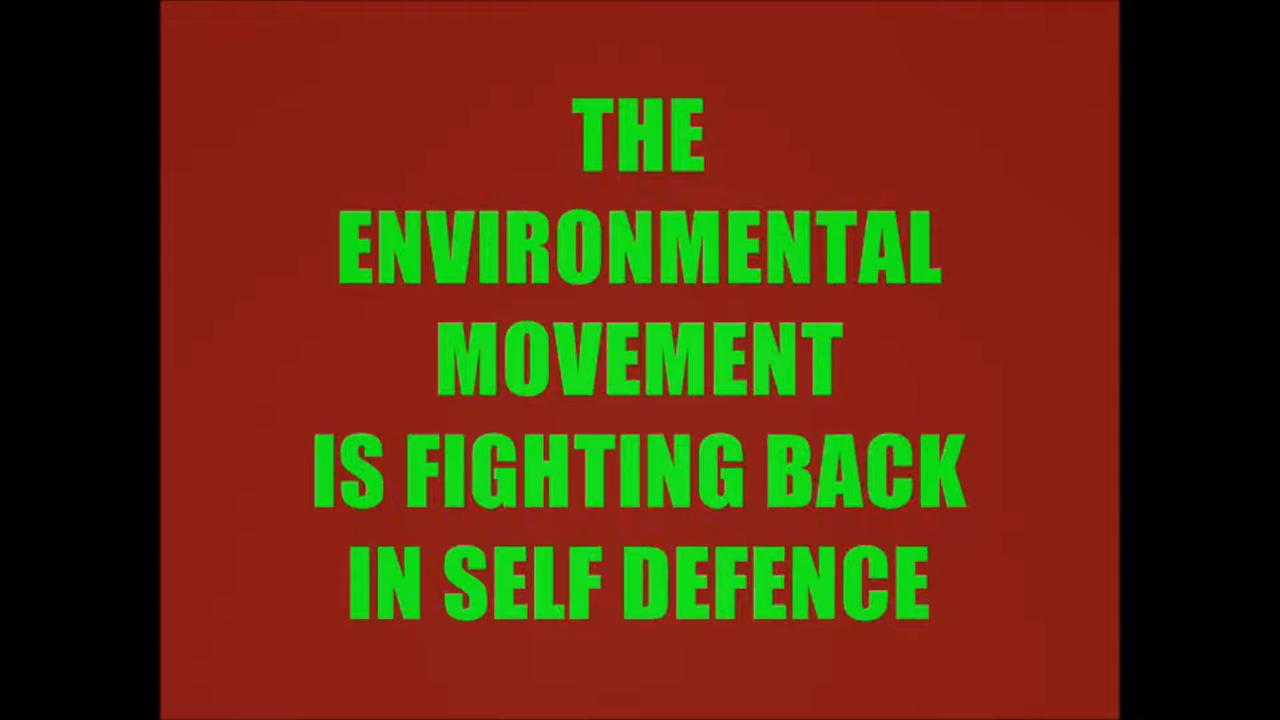 THE
ENVIRONMENTAL
MOVEMENT
IS FIGHTING BACK
IN SELF DEFENCE